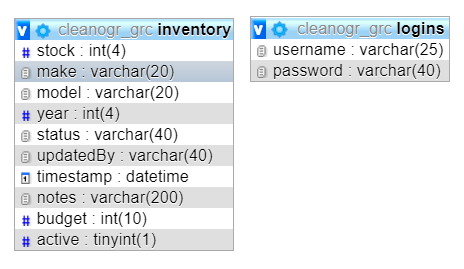 v cleanogr_grc inventory
# stock : int(4)
make : varchar(20)
model : varchar(20)
# year : int(4)
status : varchar(40)
updatedBy : varchar(40)
timestamp : datetime
notes : varchar(200)
# budget : int(10)
# active : tinyint(1)
v cleanogr_grc logins
username : varchar(25)
password : varchar(40)